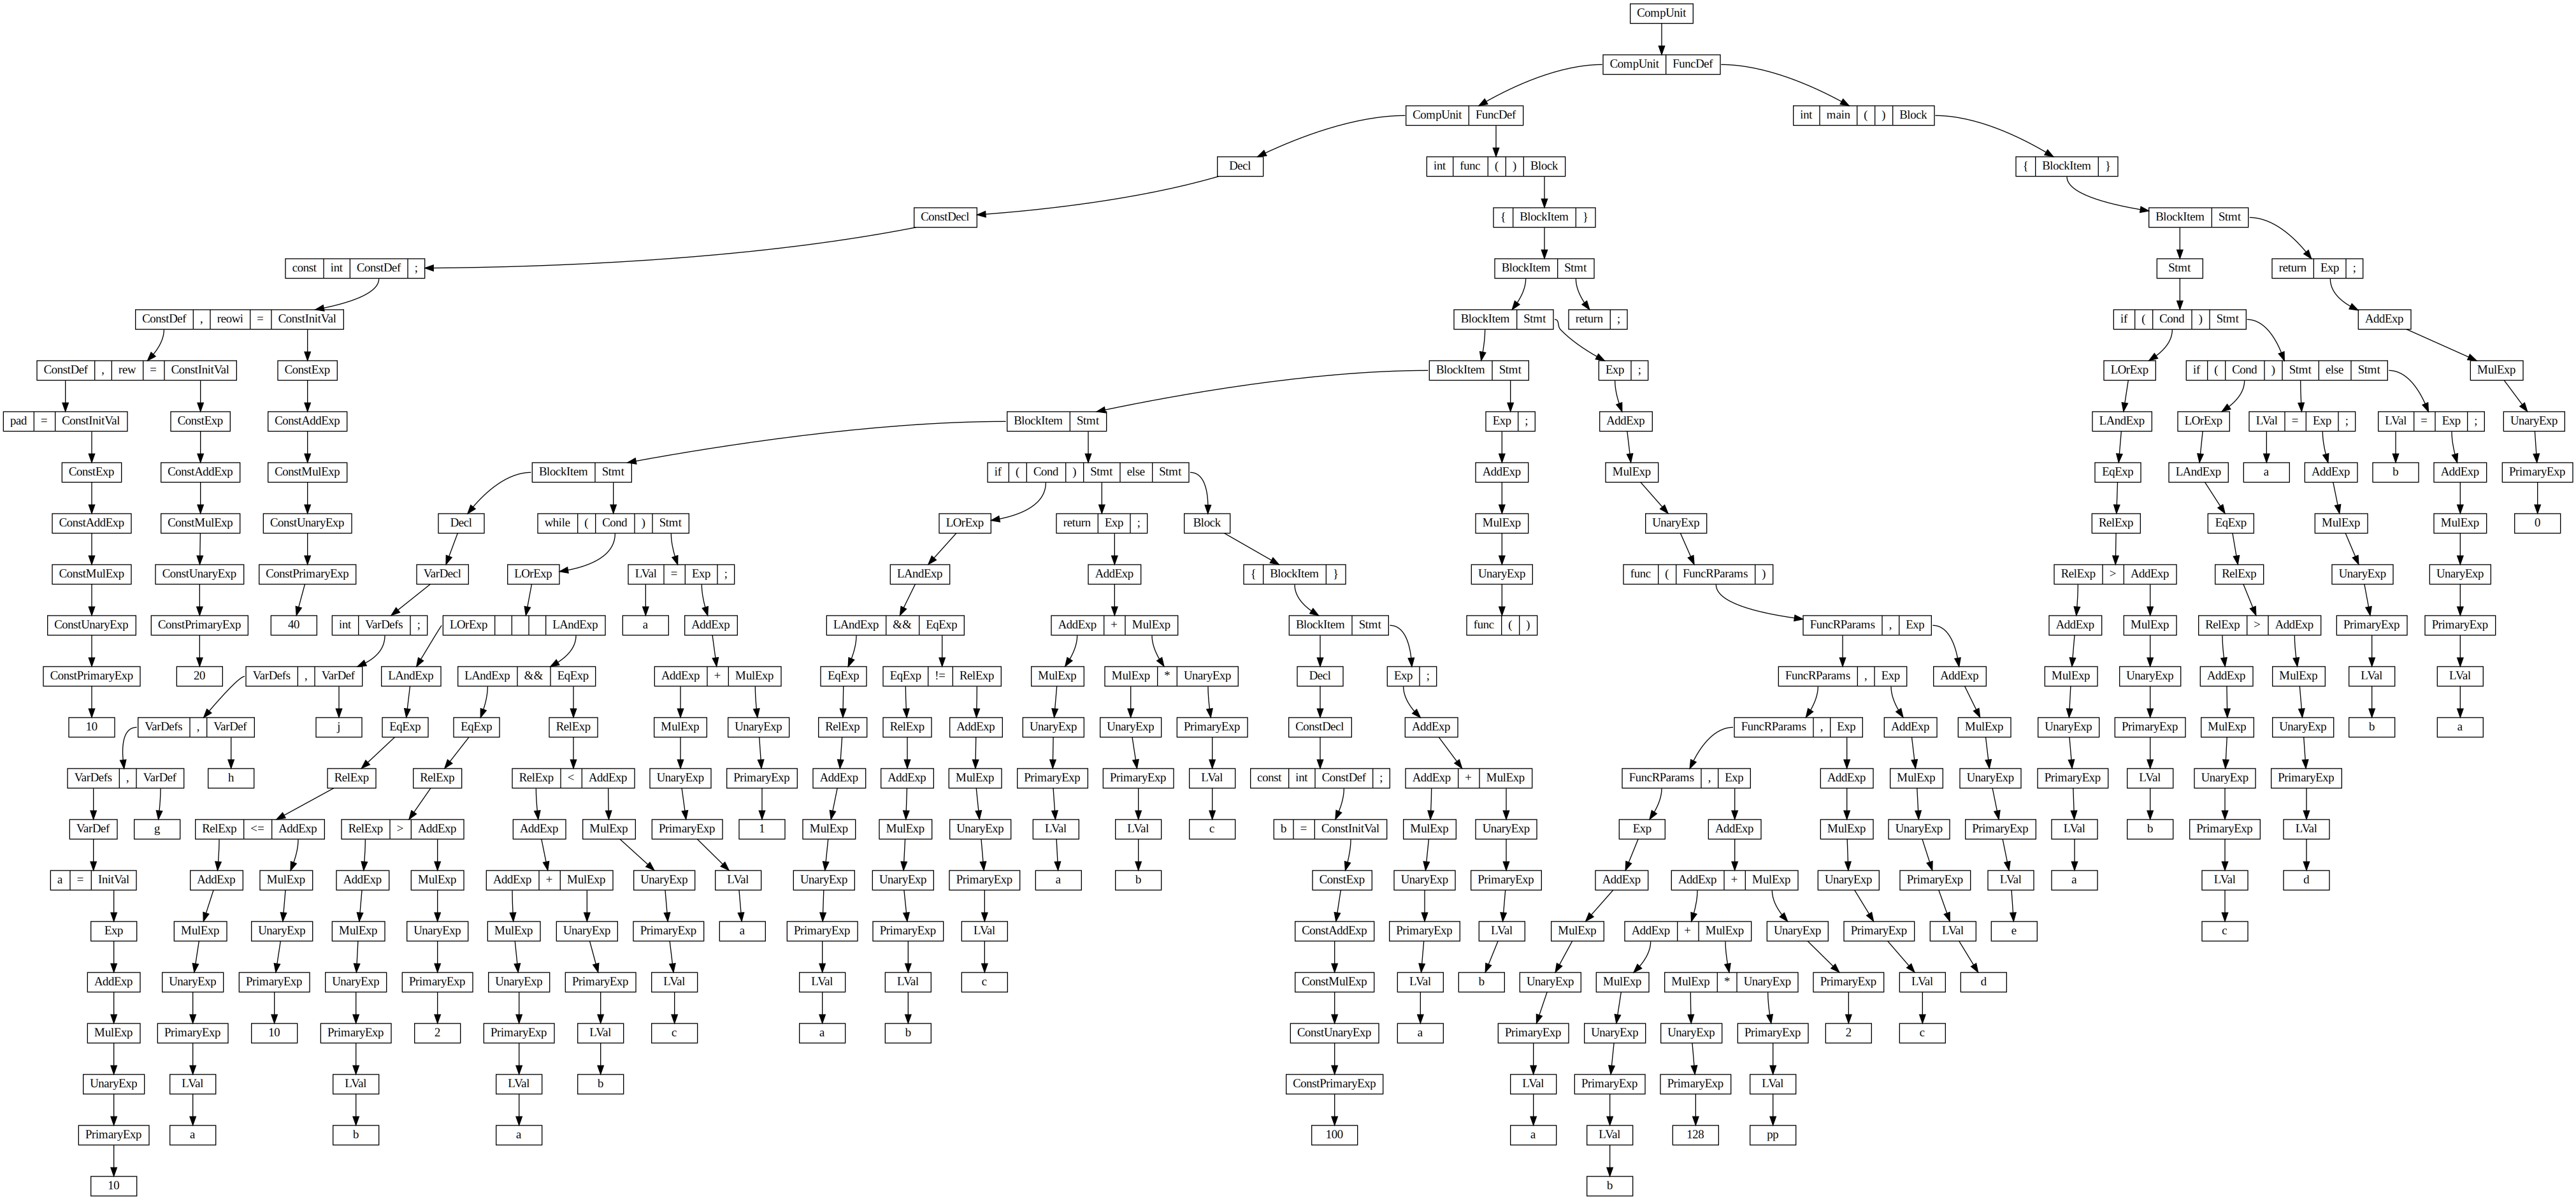 CompUnit
CompUnit FuncDef
CompUnit FuncDef int main ( ) Block
Decl int func ( ) Block { BlockItem }
ConstDecl { BlockItem } BlockItem Stmt
const int ConstDef ; BlockItem Stmt Stmt return Exp ;
ConstDef , reowi = ConstInitVal BlockItem Stmt return ; if ( Cond ) Stmt AddExp
ConstDef , rew = ConstInitVal ConstExp BlockItem Stmt Exp ; LOrExp if ( Cond ) Stmt else Stmt MulExp
pad = ConstInitVal ConstExp ConstAddExp BlockItem Stmt Exp ; AddExp LAndExp LOrExp LVal = Exp ; LVal = Exp ; UnaryExp
ConstExp ConstAddExp ConstMulExp BlockItem Stmt if ( Cond ) Stmt else Stmt AddExp MulExp EqExp LAndExp a AddExp b AddExp PrimaryExp
ConstAddExp ConstMulExp ConstUnaryExp Decl while ( Cond ) Stmt LOrExp return Exp ; Block MulExp UnaryExp RelExp EqExp MulExp MulExp 0
ConstMulExp ConstUnaryExp ConstPrimaryExp VarDecl LOrExp LVal = Exp ; LAndExp AddExp { BlockItem } UnaryExp func ( FuncRParams ) RelExp > AddExp RelExp UnaryExp UnaryExp
ConstUnaryExp ConstPrimaryExp 40 int VarDefs ; LOrExp LAndExp a AddExp LAndExp && EqExp AddExp + MulExp BlockItem Stmt func ( ) FuncRParams , Exp AddExp MulExp RelExp > AddExp PrimaryExp PrimaryExp
ConstPrimaryExp 20 VarDefs , VarDef LAndExp LAndExp && EqExp AddExp + MulExp EqExp EqExp != RelExp MulExp MulExp * UnaryExp Decl Exp ; FuncRParams , Exp AddExp MulExp UnaryExp AddExp MulExp LVal LVal
10 VarDefs , VarDef j EqExp EqExp RelExp MulExp UnaryExp RelExp RelExp AddExp UnaryExp UnaryExp PrimaryExp ConstDecl AddExp FuncRParams , Exp AddExp MulExp UnaryExp PrimaryExp MulExp UnaryExp b a
VarDefs , VarDef h RelExp RelExp RelExp < AddExp UnaryExp PrimaryExp AddExp AddExp MulExp PrimaryExp PrimaryExp LVal const int ConstDef ; AddExp + MulExp FuncRParams , Exp AddExp MulExp UnaryExp PrimaryExp LVal UnaryExp PrimaryExp
VarDef g RelExp <= AddExp RelExp > AddExp AddExp MulExp PrimaryExp 1 MulExp MulExp UnaryExp LVal LVal c b = ConstInitVal MulExp UnaryExp Exp AddExp MulExp UnaryExp PrimaryExp LVal b PrimaryExp LVal
a = InitVal AddExp MulExp AddExp MulExp AddExp + MulExp UnaryExp LVal UnaryExp UnaryExp PrimaryExp a b ConstExp UnaryExp PrimaryExp AddExp AddExp + MulExp UnaryExp PrimaryExp LVal a LVal d
Exp MulExp UnaryExp MulExp UnaryExp MulExp UnaryExp PrimaryExp a PrimaryExp PrimaryExp LVal ConstAddExp PrimaryExp LVal MulExp AddExp + MulExp UnaryExp PrimaryExp LVal e c
AddExp UnaryExp PrimaryExp UnaryExp PrimaryExp UnaryExp PrimaryExp LVal LVal LVal c ConstMulExp LVal b UnaryExp MulExp MulExp * UnaryExp PrimaryExp LVal d
MulExp PrimaryExp 10 PrimaryExp 2 PrimaryExp LVal c a b ConstUnaryExp a PrimaryExp UnaryExp UnaryExp PrimaryExp 2 c
UnaryExp LVal LVal LVal b ConstPrimaryExp LVal PrimaryExp PrimaryExp LVal
PrimaryExp a b a 100 a LVal 128 pp
10 b